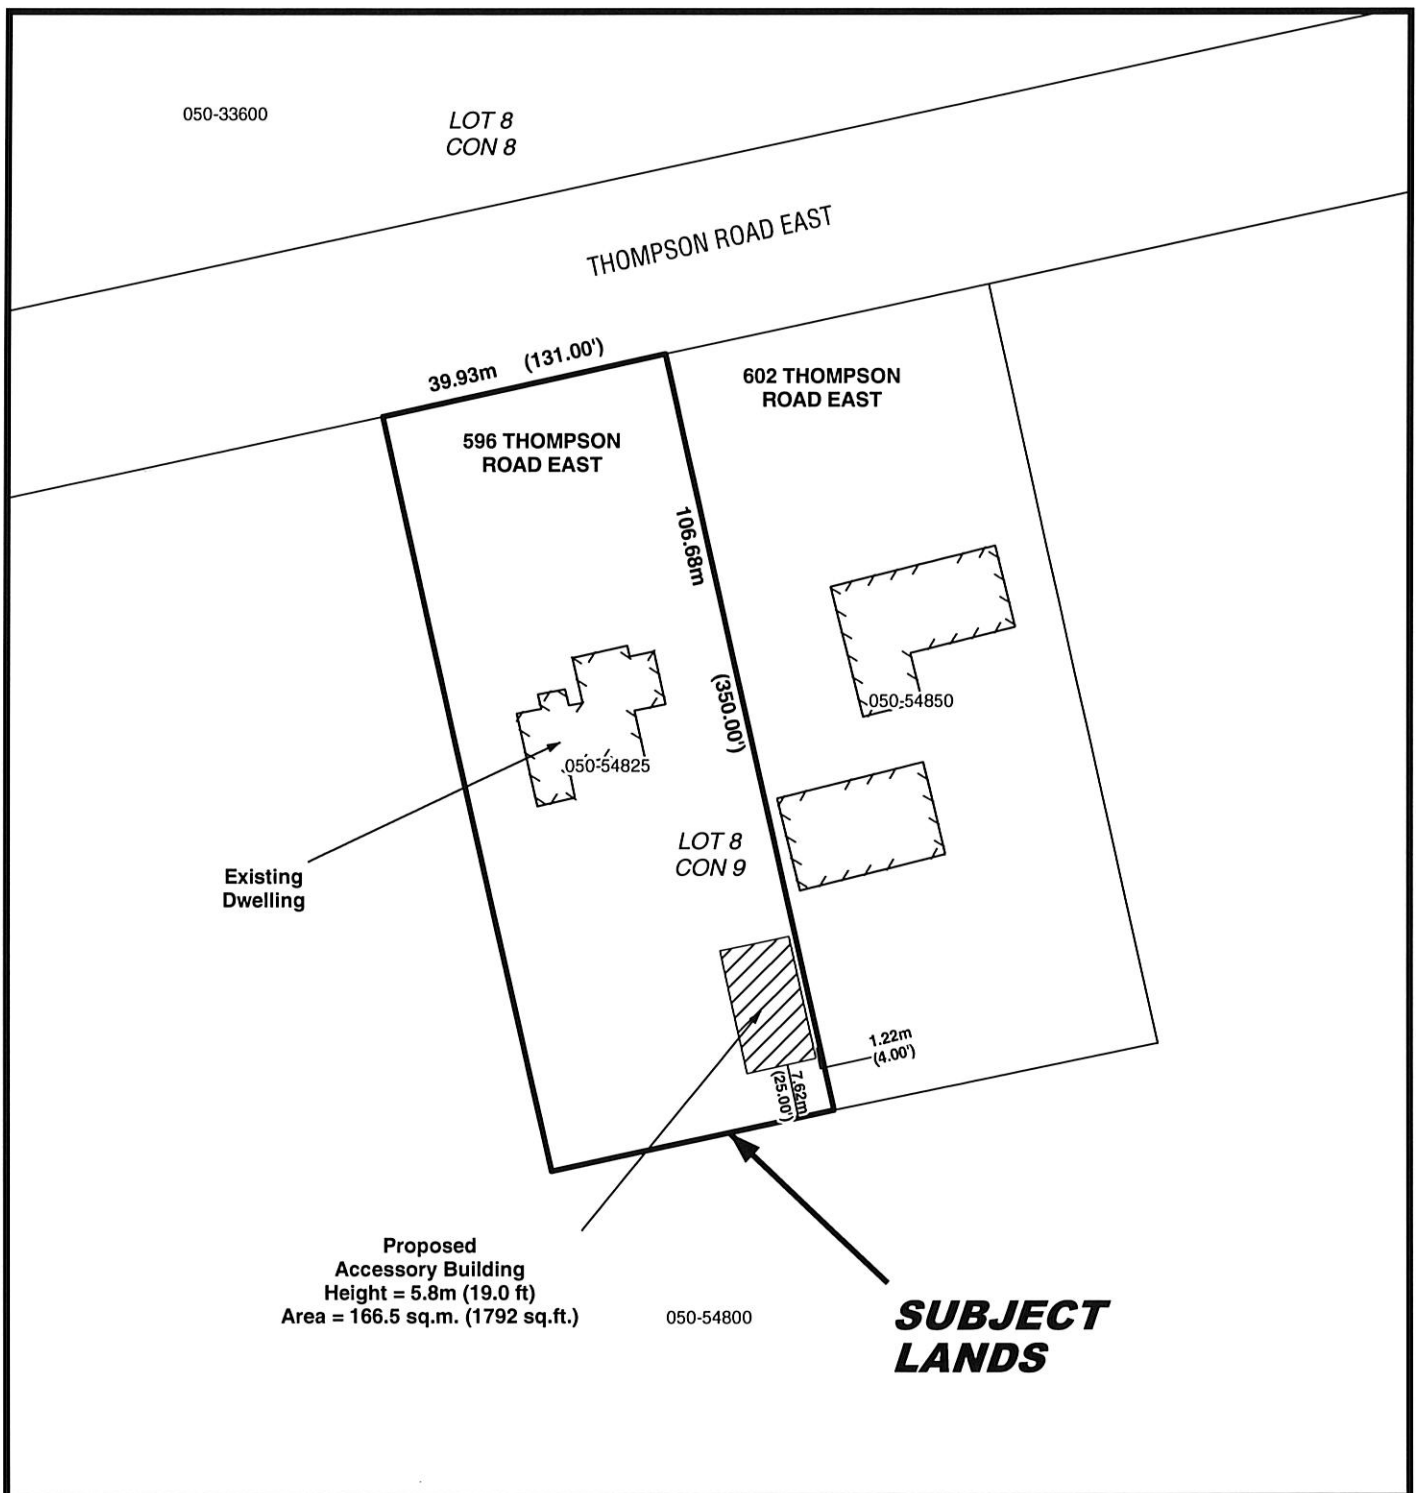 050-33600
LOT 8
CON 8
THOMPSON ROAD EAST
39.93m (131.00')
602 THOMPSON
ROAD EAST
596 THOMPSON
ROAD EAST
106.68m
(350.00')
050-54850
050-54825
LOT 8
CON 9
Existing
Dwelling
1.22m
(4.00')
7.62m
(25.00')
Proposed
Accessory Building
Height = 5.8m (19.0 ft)
Area = 166.5 sq.m. (1792 sq.ft.)
050-54800
SUBJECT
LANDS